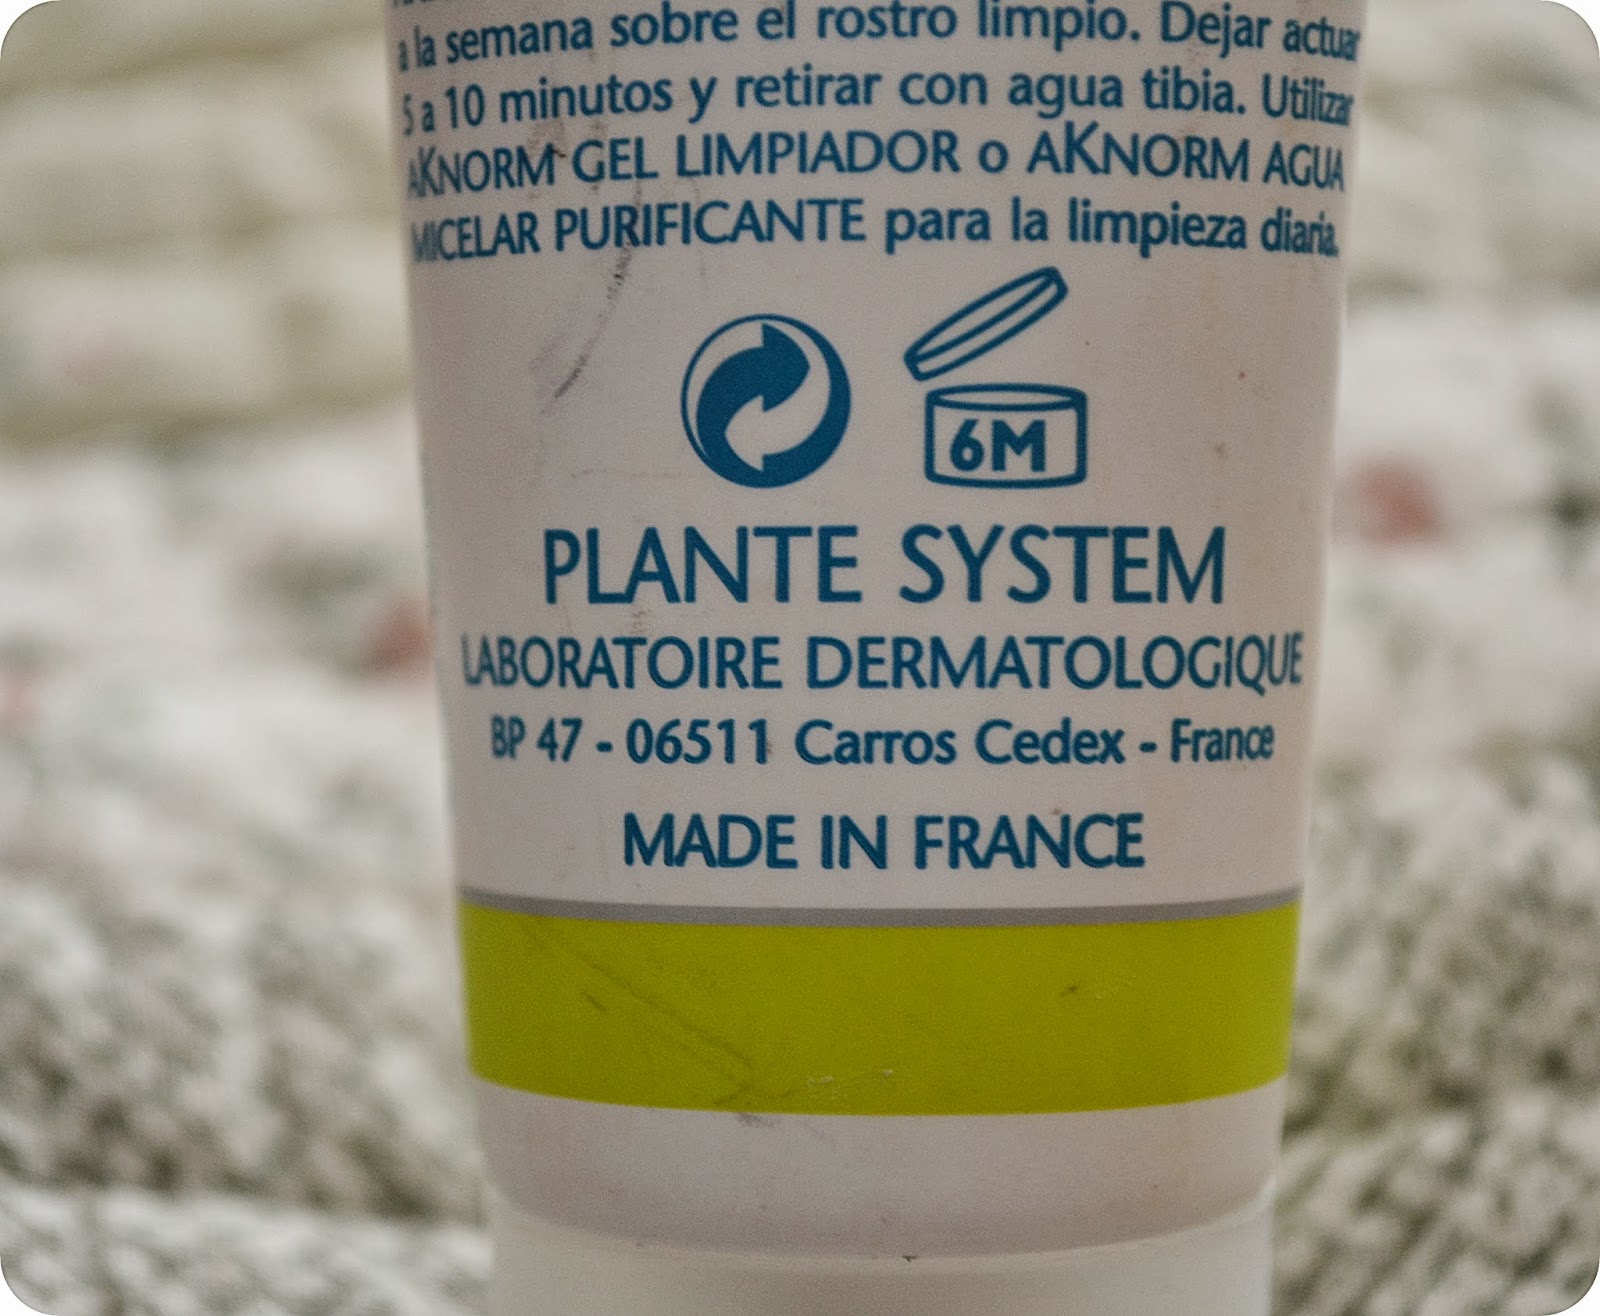 a la semana sobre el rostro limpio. Dejar actuar
5 a 10 minutos y retirar con agua tibia. Utilizar
AKNORM GEL LIMPIADOR o AKNORM AGUA
MICELAR PURIFICANTE para la limpieza diaria.
6M
PLANTE SYSTEM
LABORATOIRE DERMATOLOGIQUE
BP 47 - 06511 Carros Cedex - France
MADE IN FRANCE